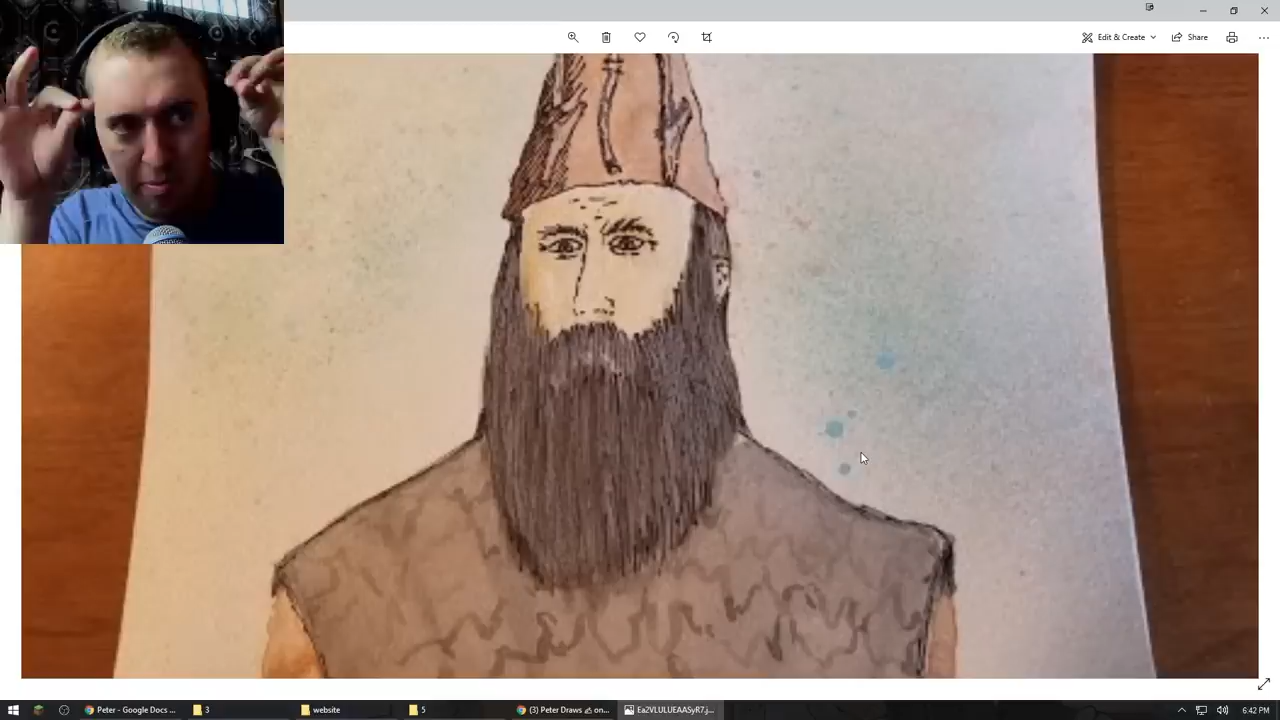 Edit & Create
Share
Peter - Google Docs ...
3
website
5
(3) Peter Draws ✍ on...
Ea2VLULUEAASyR7.j...
6:42 PM